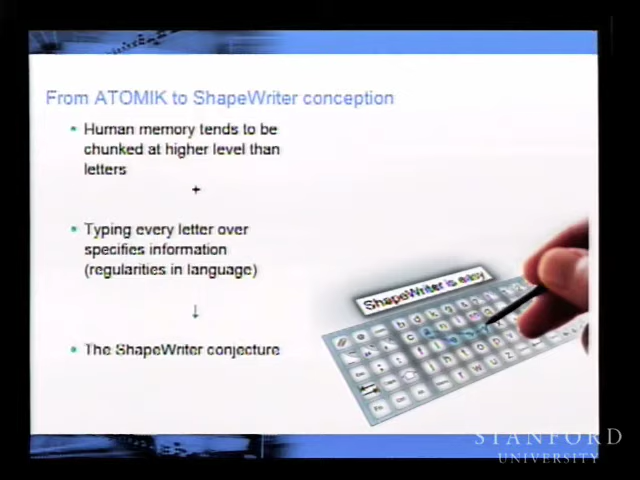 From ATOMIK to ShapeWriter conception
• Human memory tends to be
chunked at higher level than
letters
+
• Typing every letter over
specifies information
(regularities in language)
↓
• The ShapeWriter conjecture
ShapeWriter is easy
STANFORD
UNIVERSITY